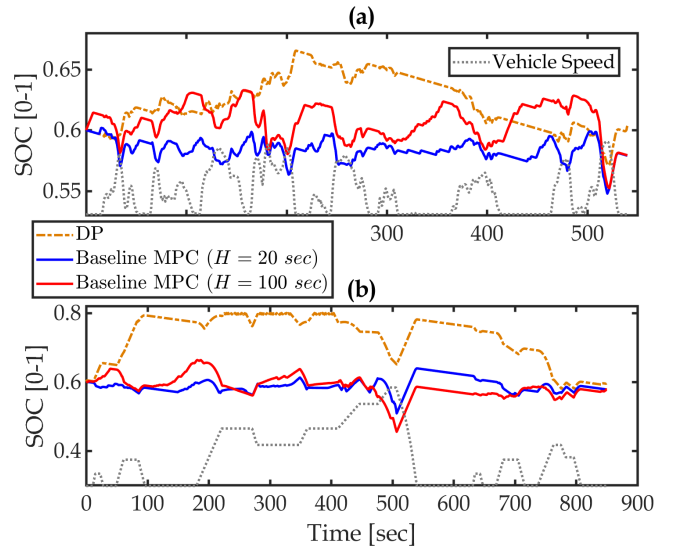 (a)
SOC [0-1]
0.65
0.6
0.55
Vehicle Speed
300
400
500
DP
Baseline MPC (H = 20 sec)
Baseline MPC (H = 100 sec)
(b)
SOC [0-1]
0.8
0.6
0.4
0
100
200
300
400
500
600
700
800
900
Time [sec]